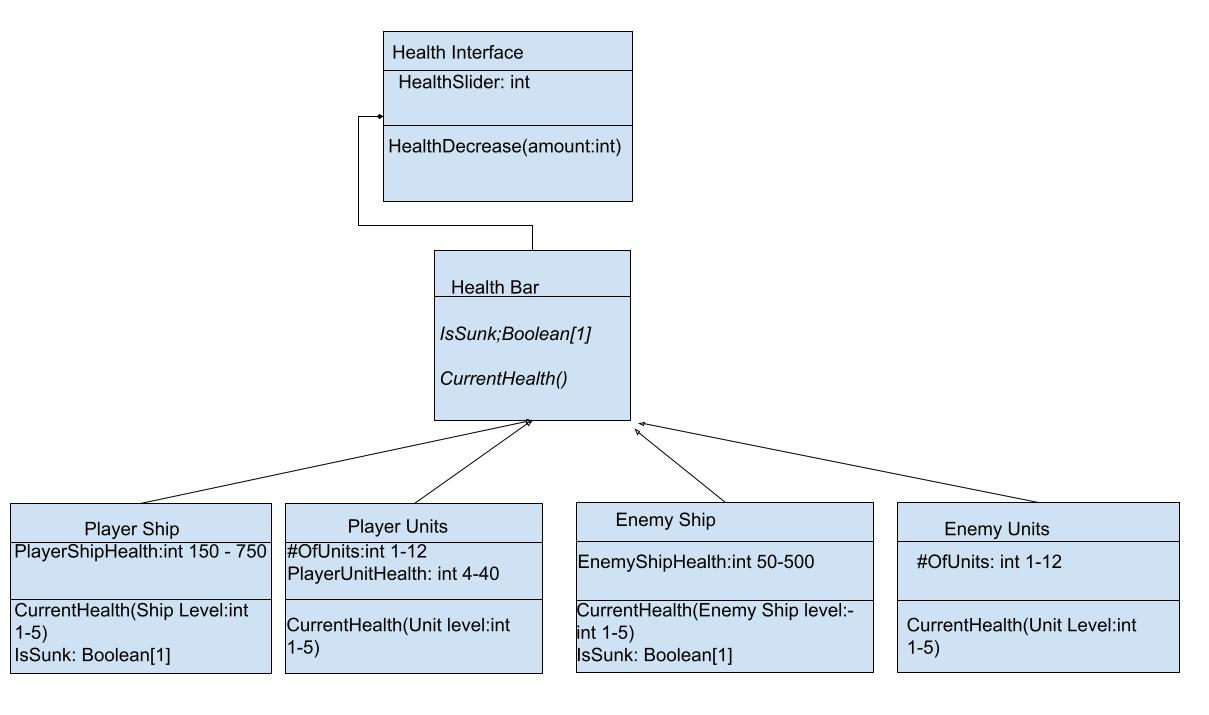 Health Interface
HealthSlider: int
HealthDecrease(amount:int)
Health Bar
IsSunk;Boolean[1]
CurrentHealth()
Player Ship
PlayerShipHealth:int 150 - 750
CurrentHealth(Ship Level:int
1-5)
IsSunk: Boolean[1]
Player Units
#OfUnits:int 1-12
PlayerUnitHealth: int 4-40
CurrentHealth(Unit level:int
1-5)
Enemy Ship
EnemyShipHealth:int 50-500
CurrentHealth(Enemy Ship level:-
int 1-5)
IsSunk: Boolean[1]
Enemy Units
#OfUnits: int 1-12
CurrentHealth(Unit Level:int
1-5)